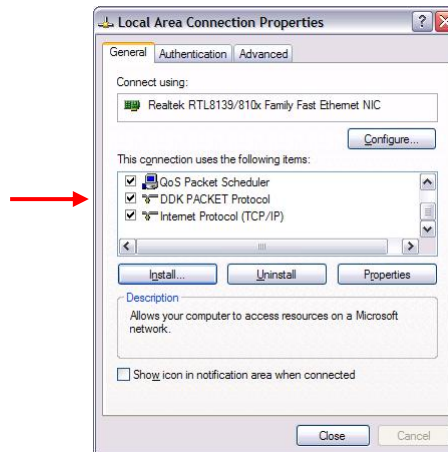 Local Area Connection Properties
General Authentication Advanced
Connect using:
Realtek RTL8139/810x Family Fast Ethernet NIC
Configure...
This connection uses the following items:
QoS Packet Scheduler
DDK PACKET Protocol
Internet Protocol (TCP/IP)
Install... Uninstall Properties
Description
Allows your computer to access resources on a Microsoft
network.
Show icon in notification area when connected
Close Cancel